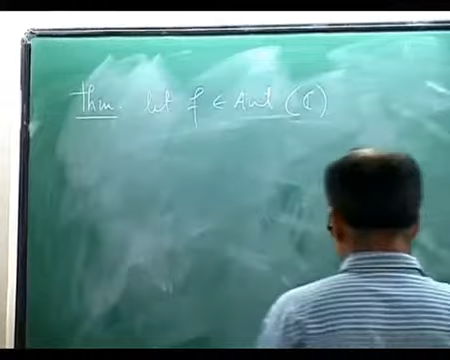 Thm. let f ∈ Aut (ℂ)